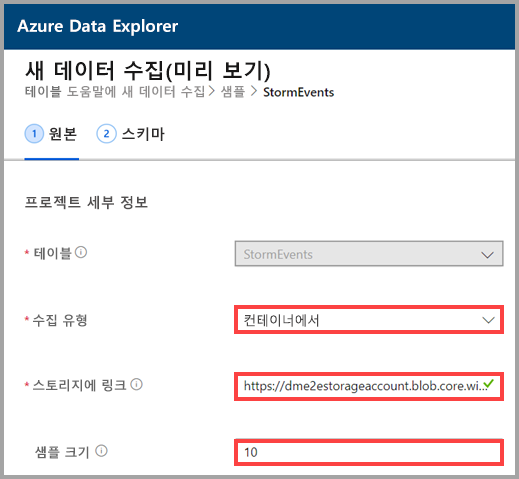 Azure Data Explorer
새 데이터 수집(미리 보기)
테이블 도움말에 새 데이터 수집> 샘플 > StormEvents
1 원본 2 스키마
프로젝트 세부 정보
* 테이블 StormEvents
* 수집 유형 컨테이너에서
* 스토리지에 링크 https://dme2estorageaccount.blob.core.wi...
샘플 크기 10